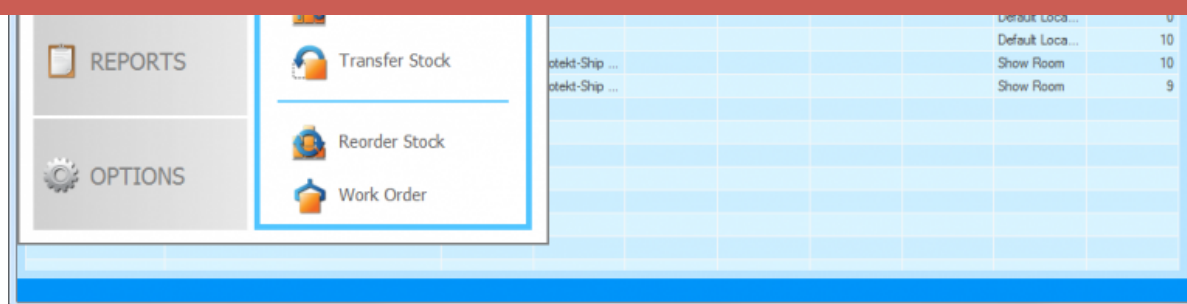 REPORTS
OPTIONS
Transfer Stock
Reorder Stock
Work Order
Default Loca... 0
Default Loca... 10
otekt-Ship ... Show Room 10
otekt-Ship ... Show Room 9